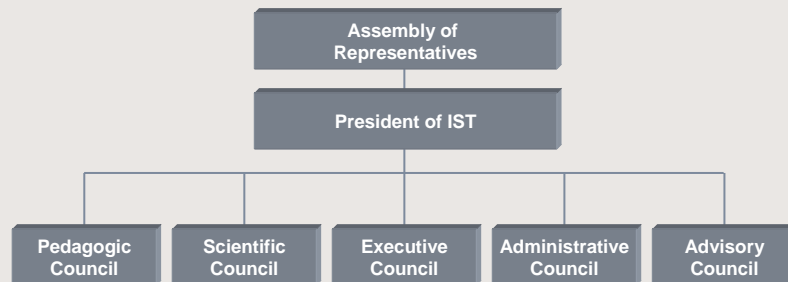 Assembly of
Representatives
President of IST
Pedagogic
Council
Scientific
Council
Executive
Council
Administrative
Council
Advisory
Council